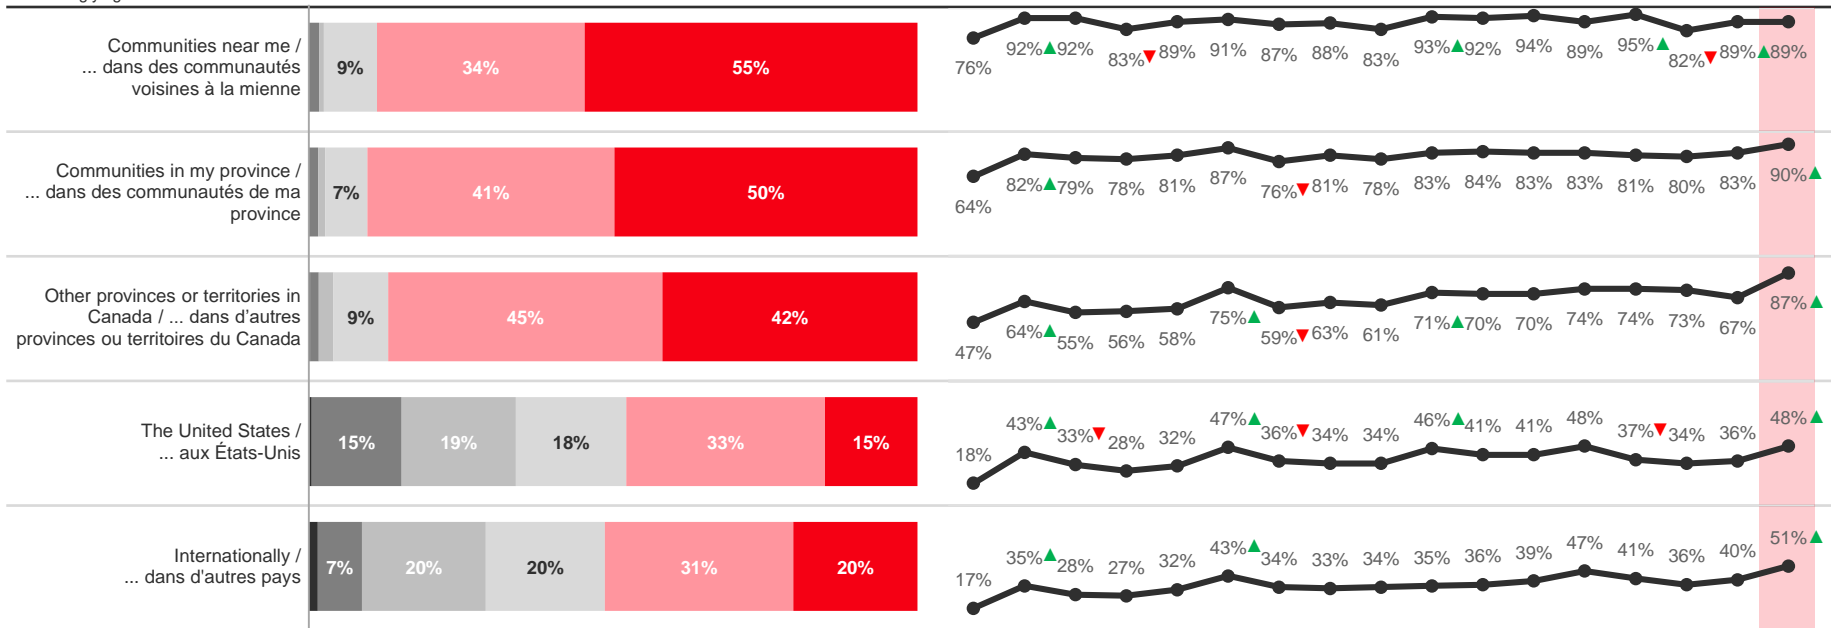 Communities near me /
... dans des communautés
voisines à la mienne
9% 34% 55%
76% 92% 92% 83% 89% 91% 87% 88% 83% 93% 92% 94% 89% 95% 82% 89% 89%
Communities in my province /
... dans des communautés de ma
province
7% 41% 50%
64% 82% 79% 78% 81% 87% 76% 81% 78% 83% 84% 83% 83% 81% 80% 83% 90%
Other provinces or territories in
Canada / ... dans d’autres
provinces ou territoires du Canada
9% 45% 42%
47% 64% 55% 56% 58% 75% 59% 63% 61% 71% 70% 70% 74% 74% 73% 67% 87%
The United States /
... aux États-Unis
15% 19% 18% 33% 15%
18% 43% 33% 28% 32% 47% 36% 34% 34% 46% 41% 41% 48% 37% 34% 36% 48%
Internationally /
... dans d'autres pays
7% 20% 20% 31% 20%
17% 35% 28% 27% 32% 43% 34% 33% 34% 35% 36% 39% 47% 41% 36% 40% 51%